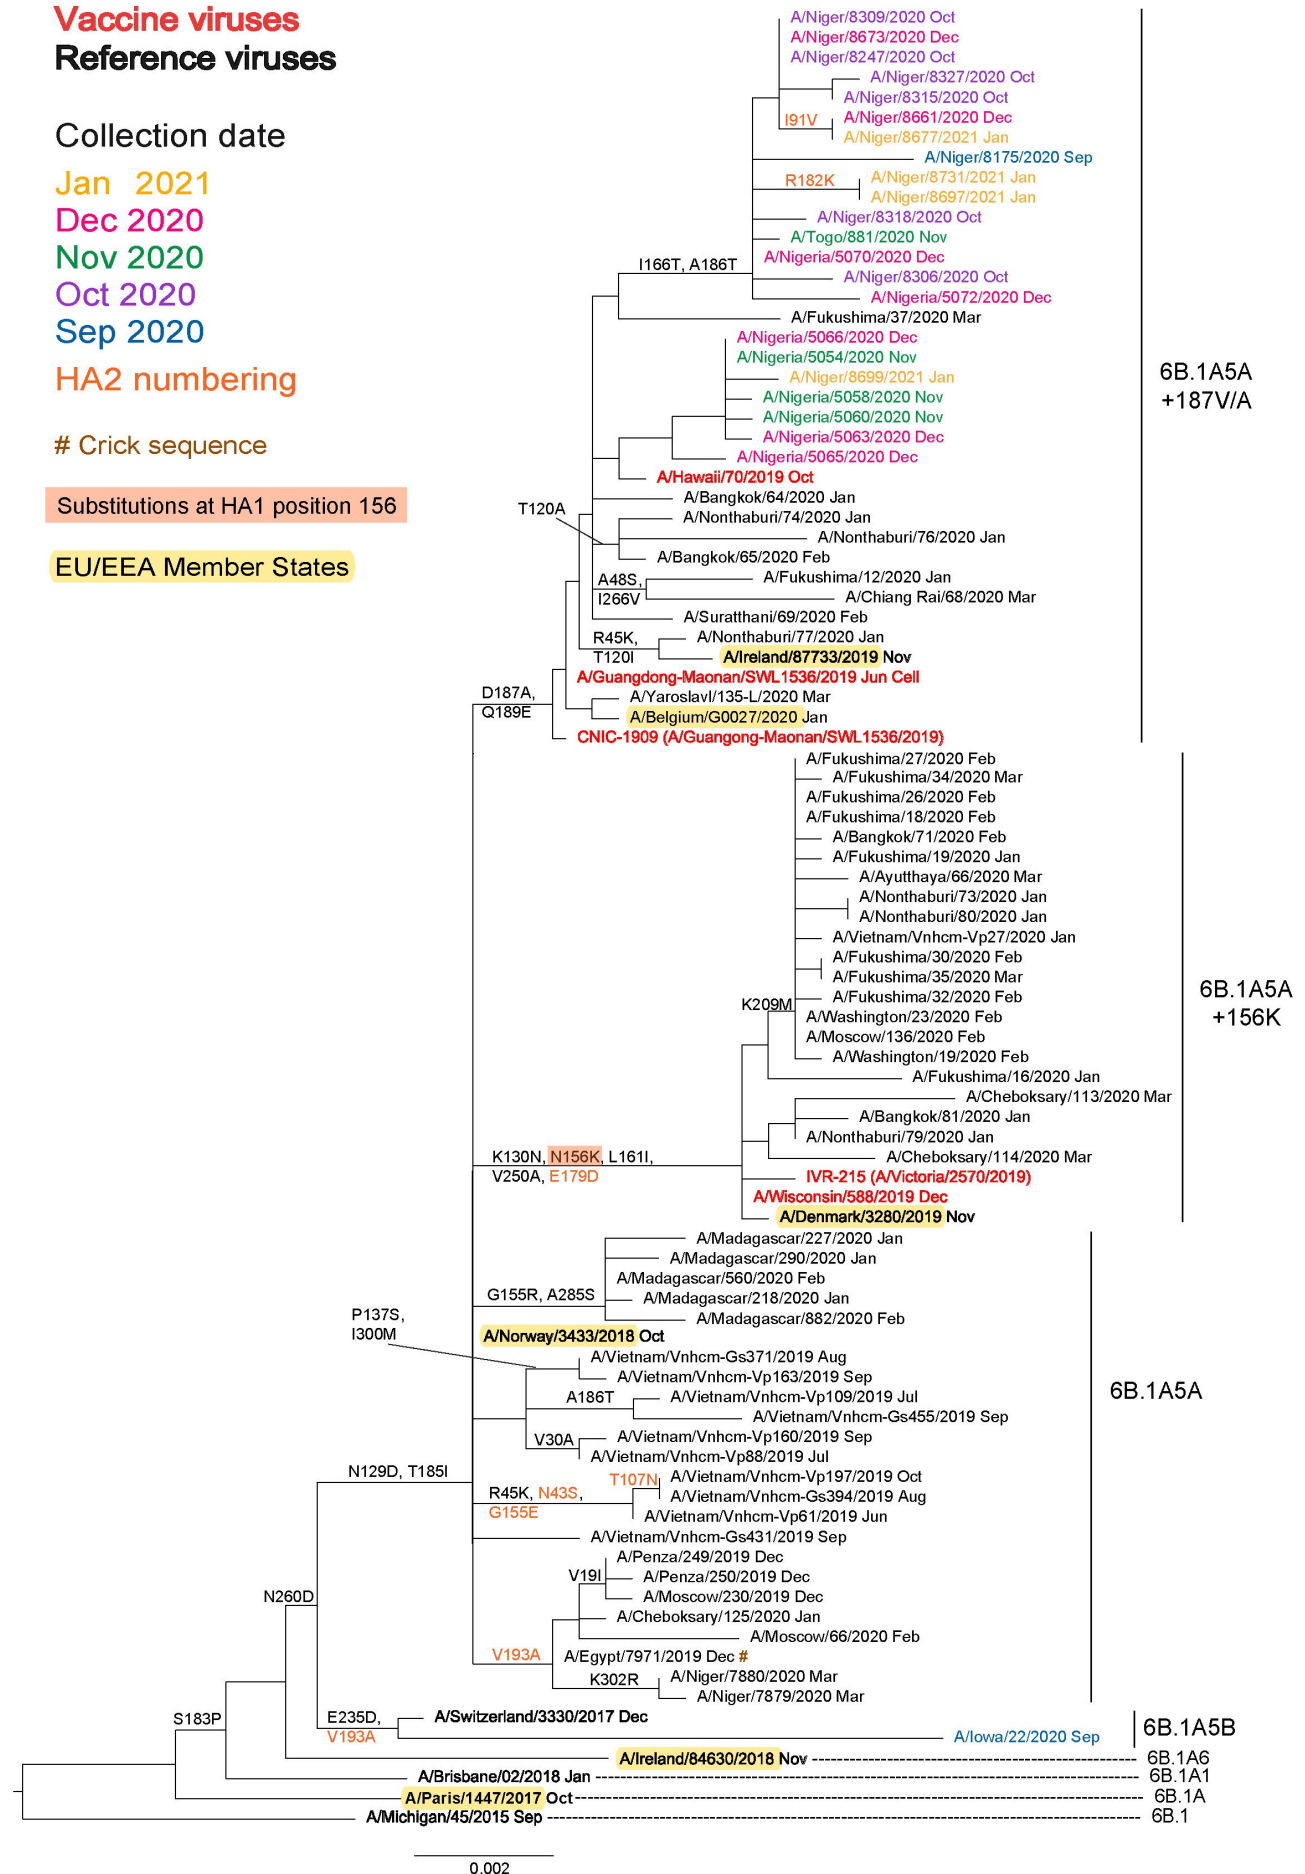 Vaccine viruses
Reference viruses
Collection date
Jan 2021
Dec 2020
Nov 2020
Oct 2020
Sep 2020
HA2 numbering
# Crick sequence
Substitutions at HA1 position 156
EU/EEA Member States
A/Niger/8309/2020 Oct
A/Niger/8673/2020 Dec
A/Niger/8247/2020 Oct
A/Niger/8327/2020 Oct
A/Niger/8315/2020 Oct
I91V
A/Niger/8661/2020 Dec
A/Niger/8677/2021 Jan
A/Niger/8175/2020 Sep
R182K
A/Niger/8731/2021 Jan
A/Niger/8697/2021 Jan
A/Niger/8318/2020 Oct
A/Togo/881/2020 Nov
A/Nigeria/5070/2020 Dec
I166T, A186T
A/Niger/8306/2020 Oct
A/Nigeria/5072/2020 Dec
A/Fukushima/37/2020 Mar
A/Nigeria/5066/2020 Dec
A/Nigeria/5054/2020 Nov
A/Niger/8699/2021 Jan
A/Nigeria/5058/2020 Nov
A/Nigeria/5060/2020 Nov
A/Nigeria/5063/2020 Dec
A/Nigeria/5065/2020 Dec
A/Hawaii/70/2019 Oct
A/Bangkok/64/2020 Jan
T120A
A/Nonthaburi/74/2020 Jan
A/Nonthaburi/76/2020 Jan
A/Bangkok/65/2020 Feb
A48S,
I266V
A/Fukushima/12/2020 Jan
A/Chiang Rai/68/2020 Mar
A/Suratthani/69/2020 Feb
R45K,
T120I
A/Nonthaburi/77/2020 Jan
A/Ireland/87733/2019 Nov
A/Guangdong-Maonan/SWL1536/2019 Jun Cell
D187A,
Q189E
A/Yaroslavl/135-L/2020 Mar
A/Belgium/G0027/2020 Jan
CNIC-1909 (A/Guangong-Maonan/SWL1536/2019)
6B.1A5A
+187V/A
A/Fukushima/27/2020 Feb
A/Fukushima/34/2020 Mar
A/Fukushima/26/2020 Feb
A/Fukushima/18/2020 Feb
A/Bangkok/71/2020 Feb
A/Fukushima/19/2020 Jan
A/Ayutthaya/66/2020 Mar
A/Nonthaburi/73/2020 Jan
A/Nonthaburi/80/2020 Jan
A/Vietnam/Vnhcm-Vp27/2020 Jan
A/Fukushima/30/2020 Feb
A/Fukushima/35/2020 Mar
A/Fukushima/32/2020 Feb
K209M
A/Washington/23/2020 Feb
A/Moscow/136/2020 Feb
A/Washington/19/2020 Feb
A/Fukushima/16/2020 Jan
A/Cheboksary/113/2020 Mar
A/Bangkok/81/2020 Jan
A/Nonthaburi/79/2020 Jan
A/Cheboksary/114/2020 Mar
K130N, N156K, L161I,
V250A, E179D
IVR-215 (A/Victoria/2570/2019)
A/Wisconsin/588/2019 Dec
A/Denmark/3280/2019 Nov
6B.1A5A
+156K
A/Madagascar/227/2020 Jan
A/Madagascar/290/2020 Jan
A/Madagascar/560/2020 Feb
G155R, A285S
A/Madagascar/218/2020 Jan
A/Madagascar/882/2020 Feb
A/Norway/3433/2018 Oct
P137S,
I300M
A/Vietnam/Vnhcm-Gs371/2019 Aug
A/Vietnam/Vnhcm-Vp163/2019 Sep
A186T
A/Vietnam/Vnhcm-Vp109/2019 Jul
A/Vietnam/Vnhcm-Gs455/2019 Sep
V30A
A/Vietnam/Vnhcm-Vp160/2019 Sep
A/Vietnam/Vnhcm-Vp88/2019 Jul
N129D, T185I
T107N
R45K, N43S,
G155E
A/Vietnam/Vnhcm-Vp197/2019 Oct
A/Vietnam/Vnhcm-Gs394/2019 Aug
A/Vietnam/Vnhcm-Vp61/2019 Jun
A/Vietnam/Vnhcm-Gs431/2019 Sep
A/Penza/249/2019 Dec
V19I
A/Penza/250/2019 Dec
A/Moscow/230/2019 Dec
N260D
A/Cheboksary/125/2020 Jan
A/Moscow/66/2020 Feb
V193A
A/Egypt/7971/2019 Dec #
K302R
A/Niger/7880/2020 Mar
A/Niger/7879/2020 Mar
6B.1A5A
S183P
E235D,
V193A
A/Switzerland/3330/2017 Dec
A/Iowa/22/2020 Sep
6B.1A5B
A/Ireland/84630/2018 Nov
6B.1A6
A/Brisbane/02/2018 Jan
6B.1A1
A/Paris/1447/2017 Oct
6B.1A
A/Michigan/45/2015 Sep
6B.1
0.002